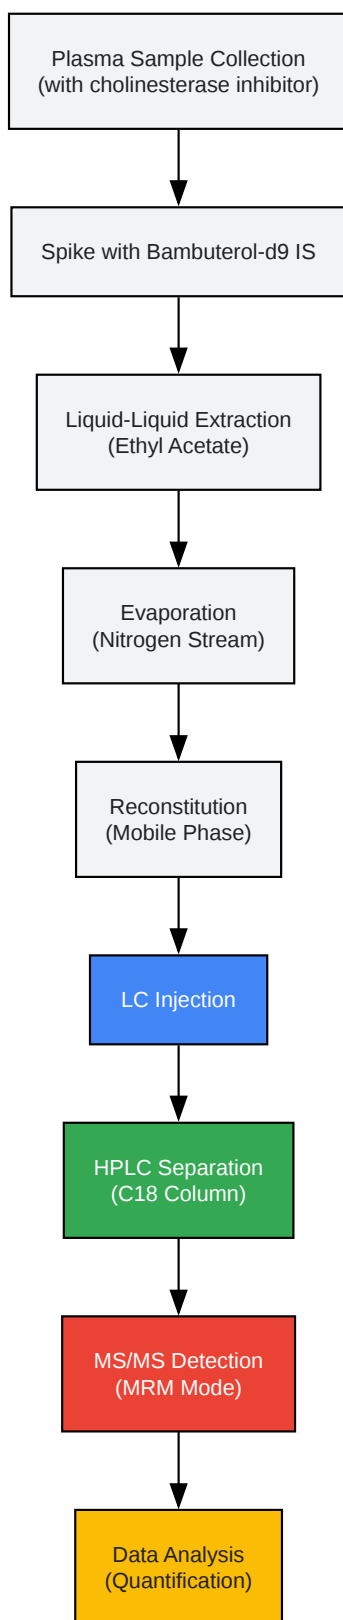 Plasma Sample Collection
(with cholinesterase inhibitor)
Spike with Bambuterol-d9 IS
Liquid-Liquid Extraction
(Ethyl Acetate)
Evaporation
(Nitrogen Stream)
Reconstitution
(Mobile Phase)
LC Injection
HPLC Separation
(C18 Column)
MS/MS Detection
(MRM Mode)
Data Analysis
(Quantification)